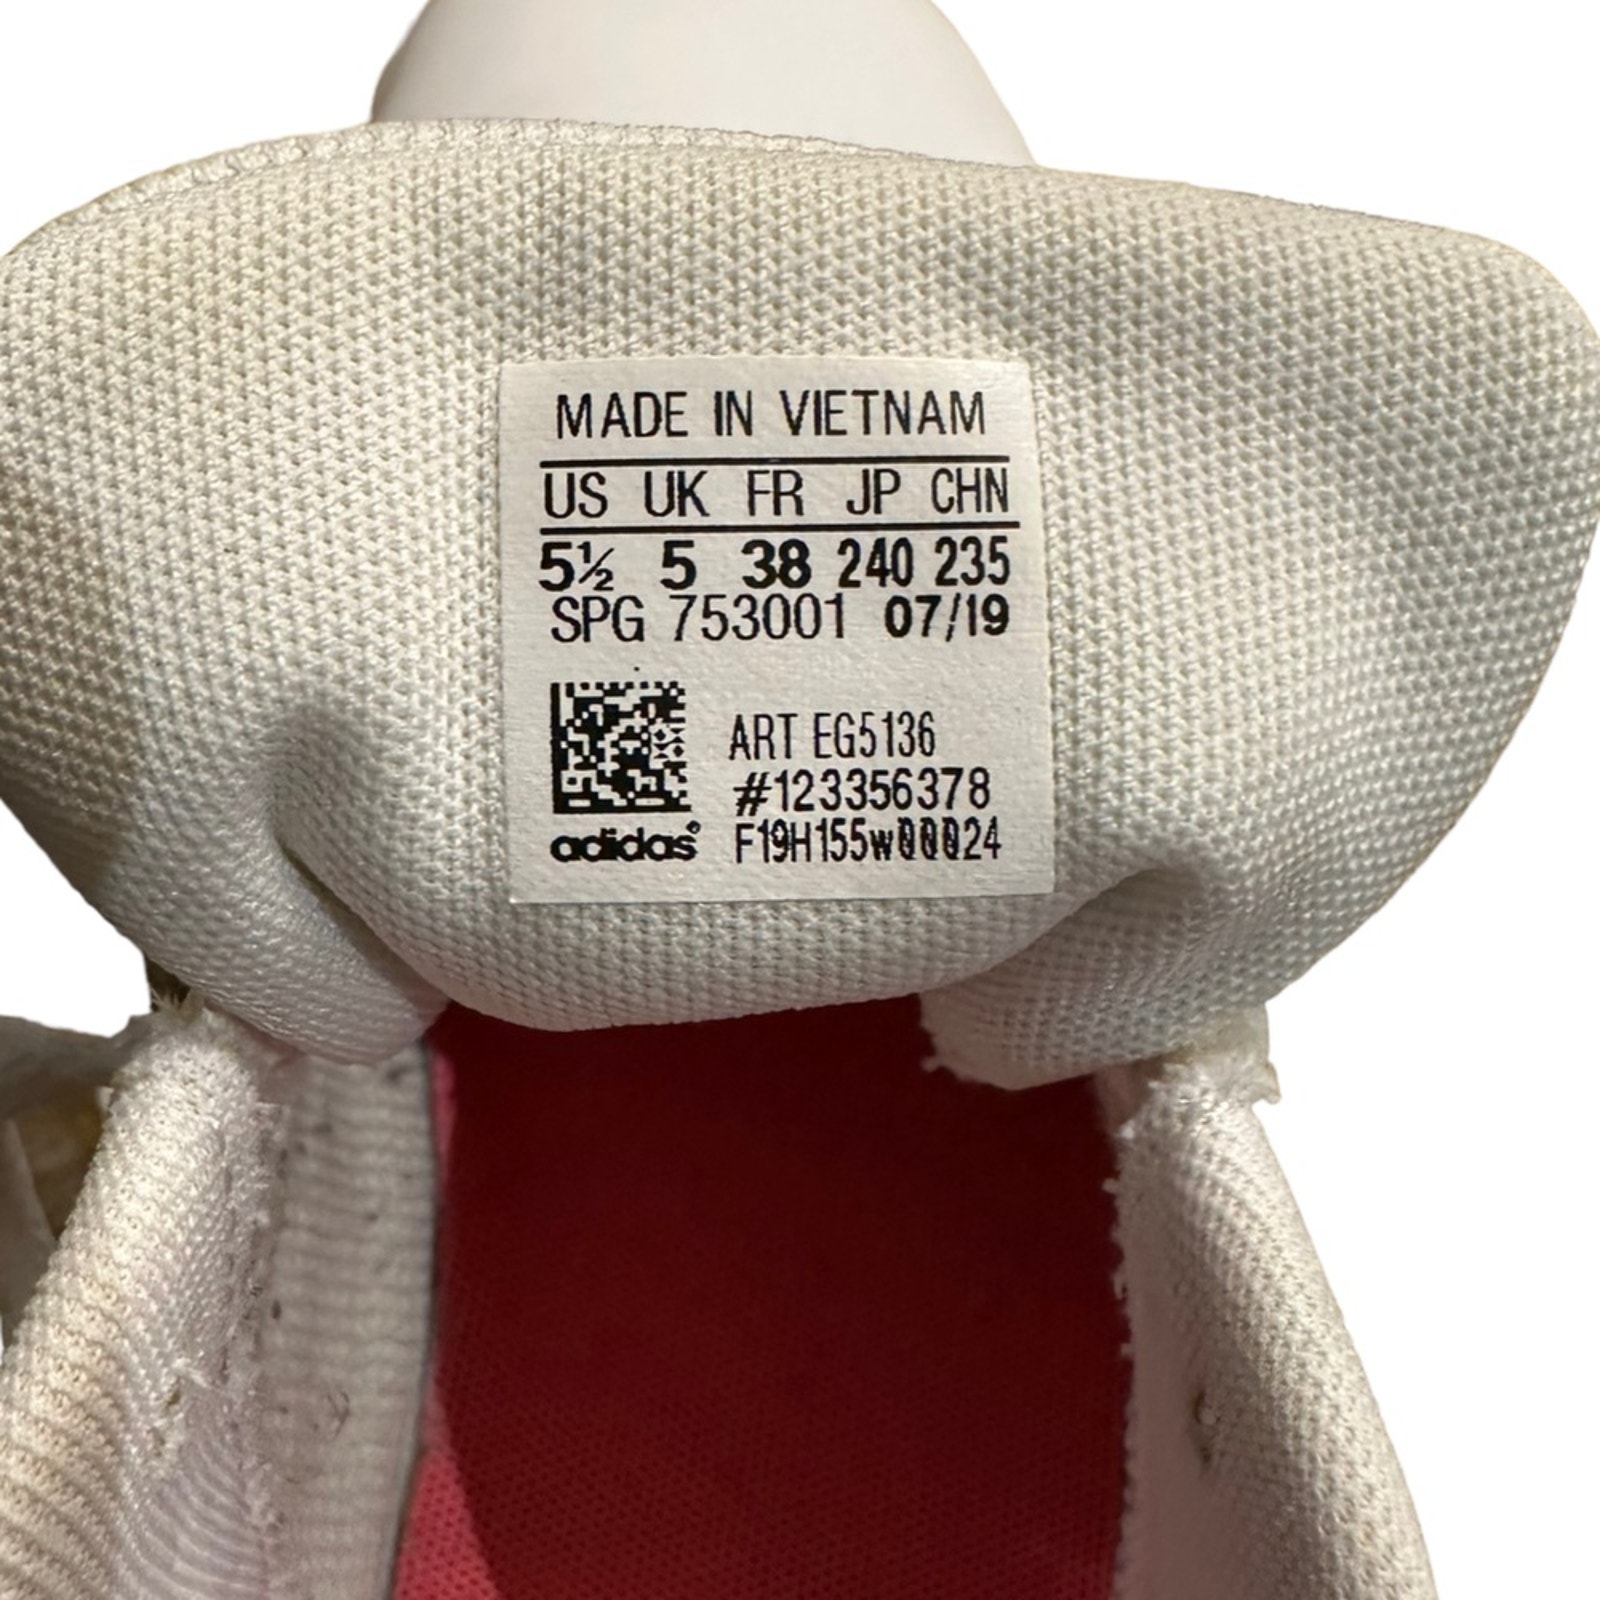 MADE IN VIETNAM
US UK FR JP CHN
5½ 5 38 240 235
SPG 753001 07/19
ART EG5136
#123356378
adidas® F19H155w00024